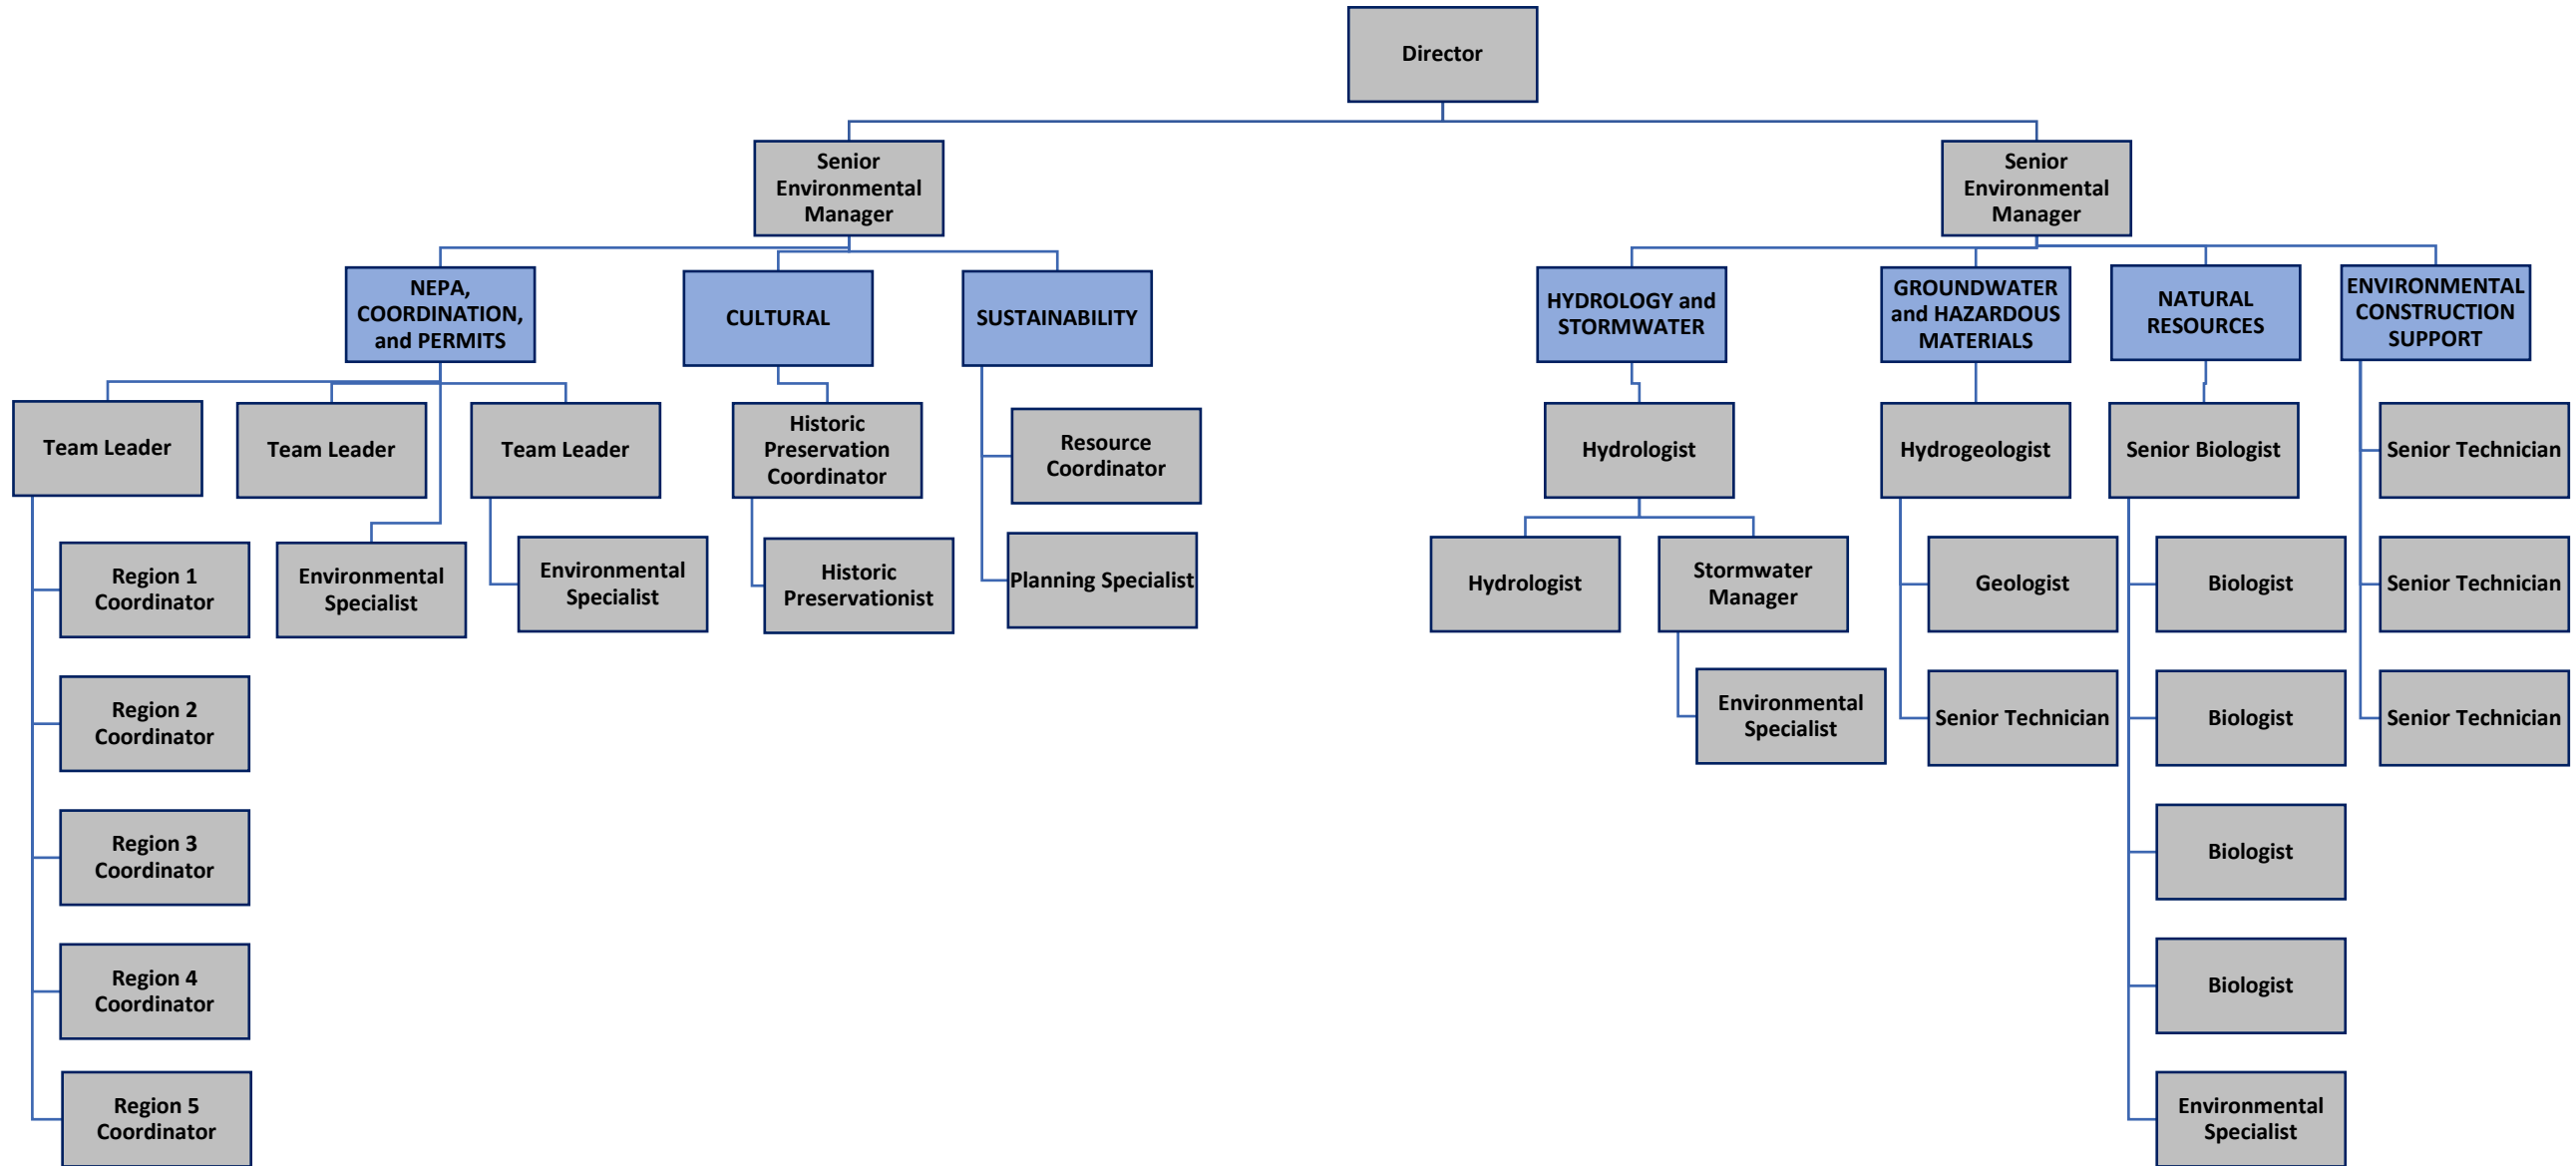 Director
Senior
Environmental
Manager
Senior
Environmental
Manager
NEPA,
COORDINATION,
and PERMITS
CULTURAL
SUSTAINABILITY
HYDROLOGY and
STORMWATER
GROUNDWATER
and HAZARDOUS
MATERIALS
NATURAL
RESOURCES
ENVIRONMENTAL
CONSTRUCTION
SUPPORT
Team Leader
Team Leader
Team Leader
Historic
Preservation
Coordinator
Resource
Coordinator
Hydrologist
Hydrogeologist
Senior Biologist
Senior Technician
Region 1
Coordinator
Environmental
Specialist
Environmental
Specialist
Historic
Preservationist
Planning Specialist
Hydrologist
Stormwater
Manager
Geologist
Biologist
Senior Technician
Region 2
Coordinator
Environmental
Specialist
Senior Technician
Biologist
Senior Technician
Region 3
Coordinator
Biologist
Region 4
Coordinator
Biologist
Region 5
Coordinator
Environmental
Specialist